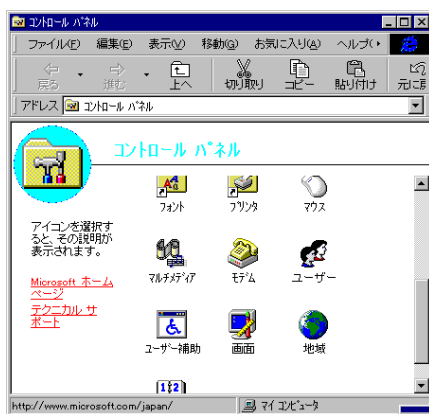 コントロール パネル
ファイル(F) 編集(E) 表示(V) 移動(G) お気に入り(A) ヘルプ(
戻る 進む 上へ 切り取り コピー 貼り付け 元に戻
アドレス コントロール パネル
コントロール パネル
フォント プリンタ マウス
アイコンを選択す
ると、その説明が
表示されます。
マルチメディア モデム ユーザー
Microsoft ホーム
ページ
テクニカル サ
ポート
ユーザー補助 画面 地域
1 2
http://www.microsoft.com/japan/ マイ コンピュータ